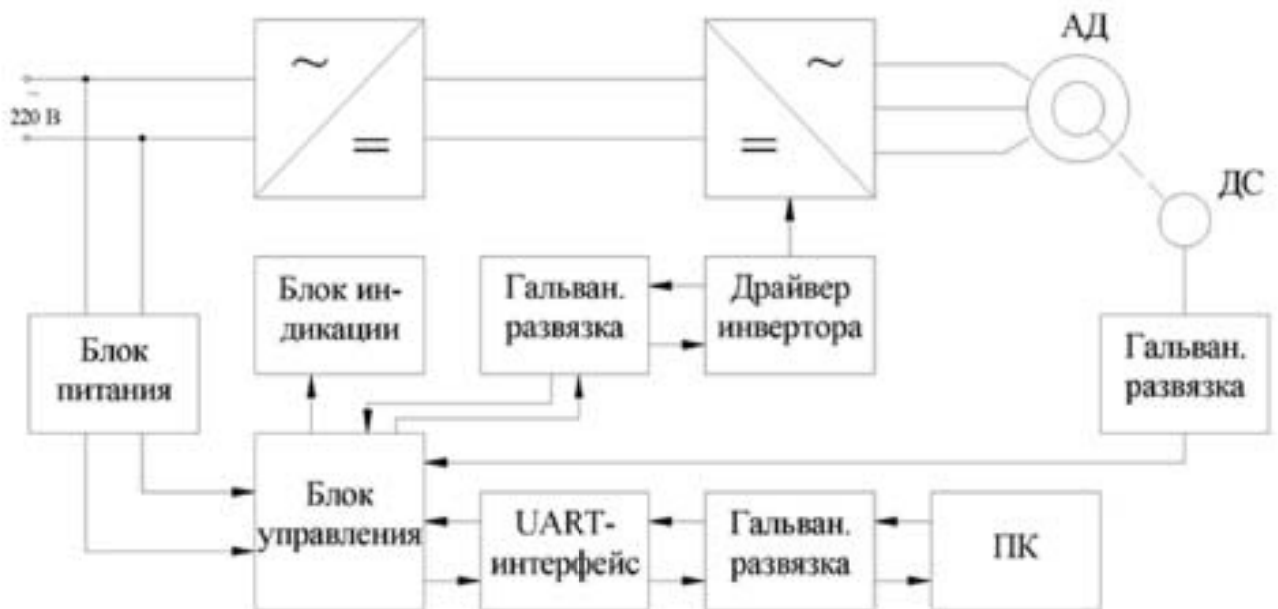 АД
~
=
~
=
~
220 В
ДС
Блок ин-
дикации
Гальван.
развязка
Драйвер
инвертора
Блок
питания
Гальван.
развязка
Блок
управления
UART-
интерфейс
Гальван.
развязка
ПК